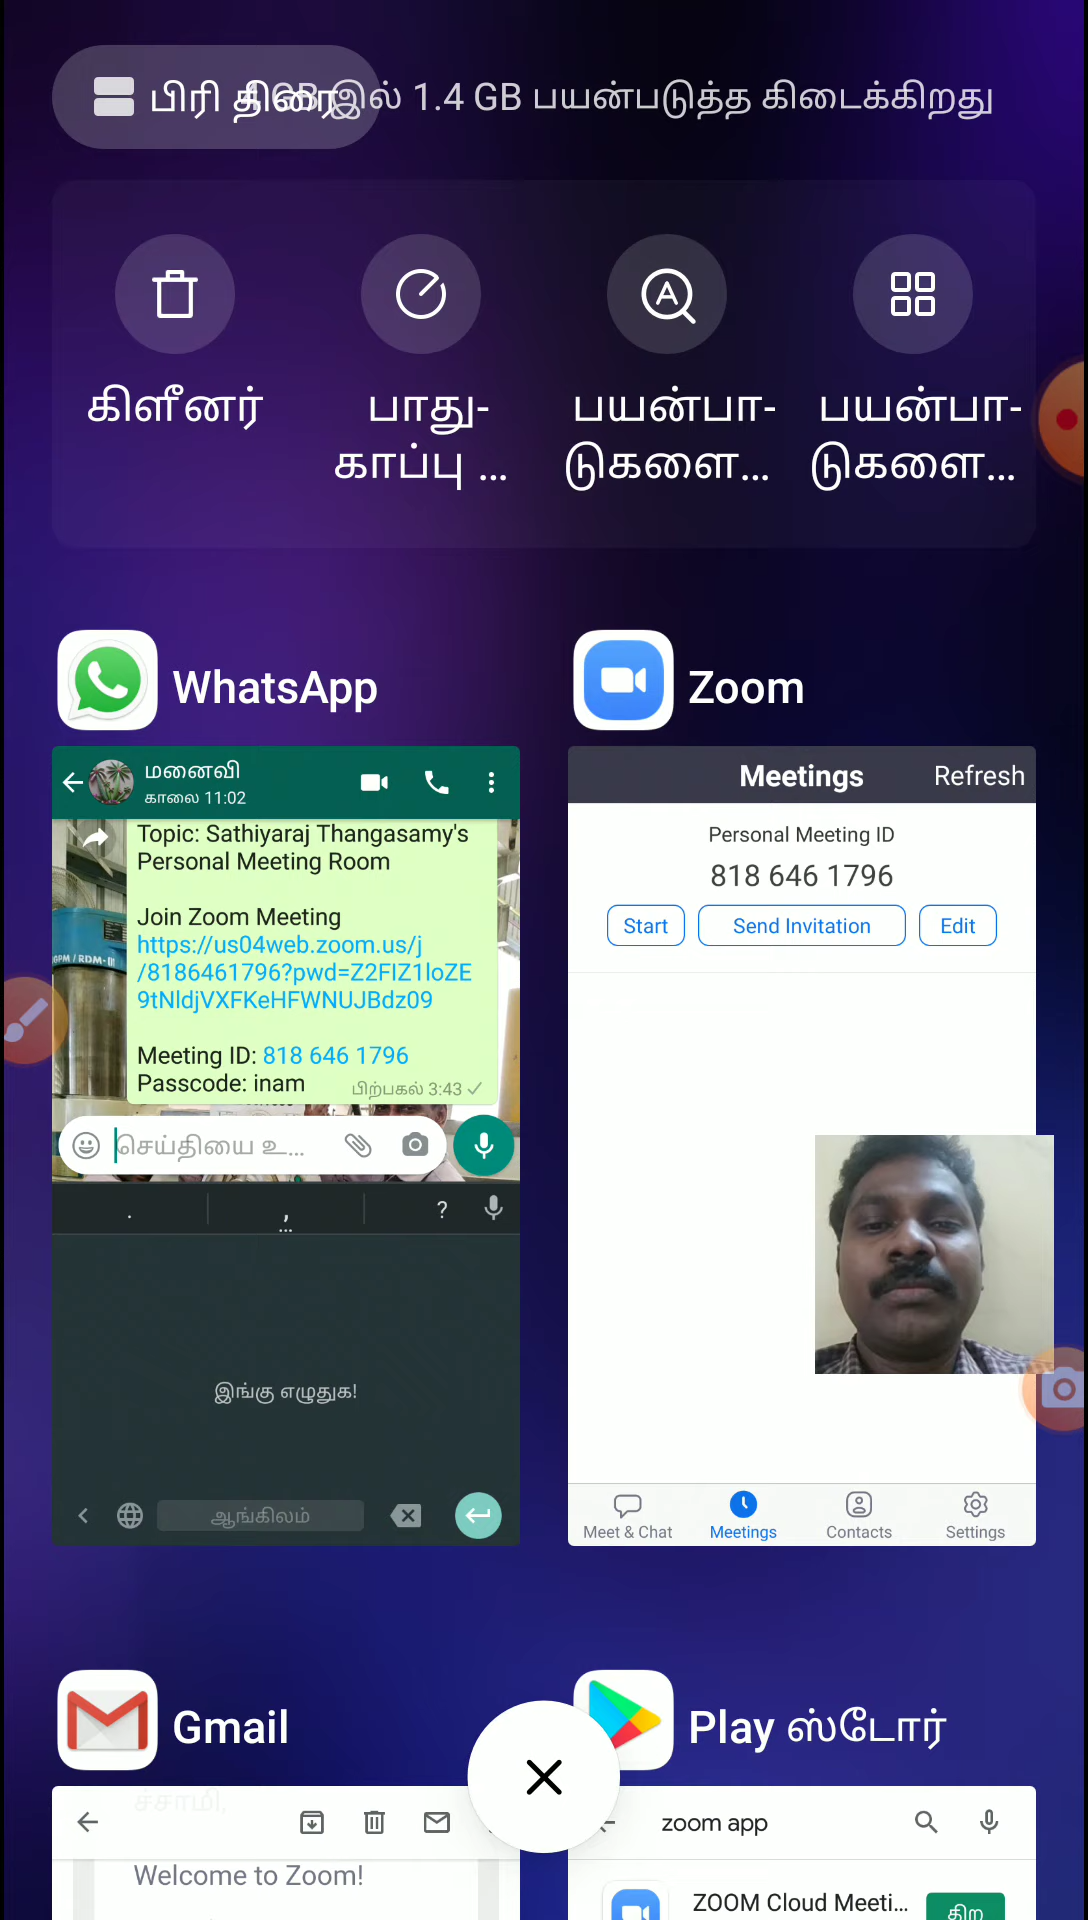 பிரி திரை
GB இல் 1.4 GB பயன்படுத்த கிடைக்கிறது
கிளீனர்
பாது-
காப்பு ...
பயன்பா-
டுகளை...
பயன்பா-
டுகளை...
WhatsApp
Zoom
மனைவி
காலை 11:02
Topic: Sathiyaraj Thangasamy's
Personal Meeting Room
Join Zoom Meeting
https://us04web.zoom.us/j
/8186461796?pwd=Z2FIZ1loZE
9tNldjVXFKeHFWNUJBdz09
Meeting ID: 818 646 1796
Passcode: inam
பிற்பகல் 3:43
செய்தியை உ...
. , ?
இங்கு எழுதுக!
ஆங்கிலம்
Meetings
Refresh
Personal Meeting ID
818 646 1796
Start
Send Invitation
Edit
Meet & Chat
Meetings
Contacts
Settings
Gmail
Play ஸ்டோர்
ச்சாமி,
Welcome to Zoom!
zoom app
ZOOM Cloud Meeti...
திற